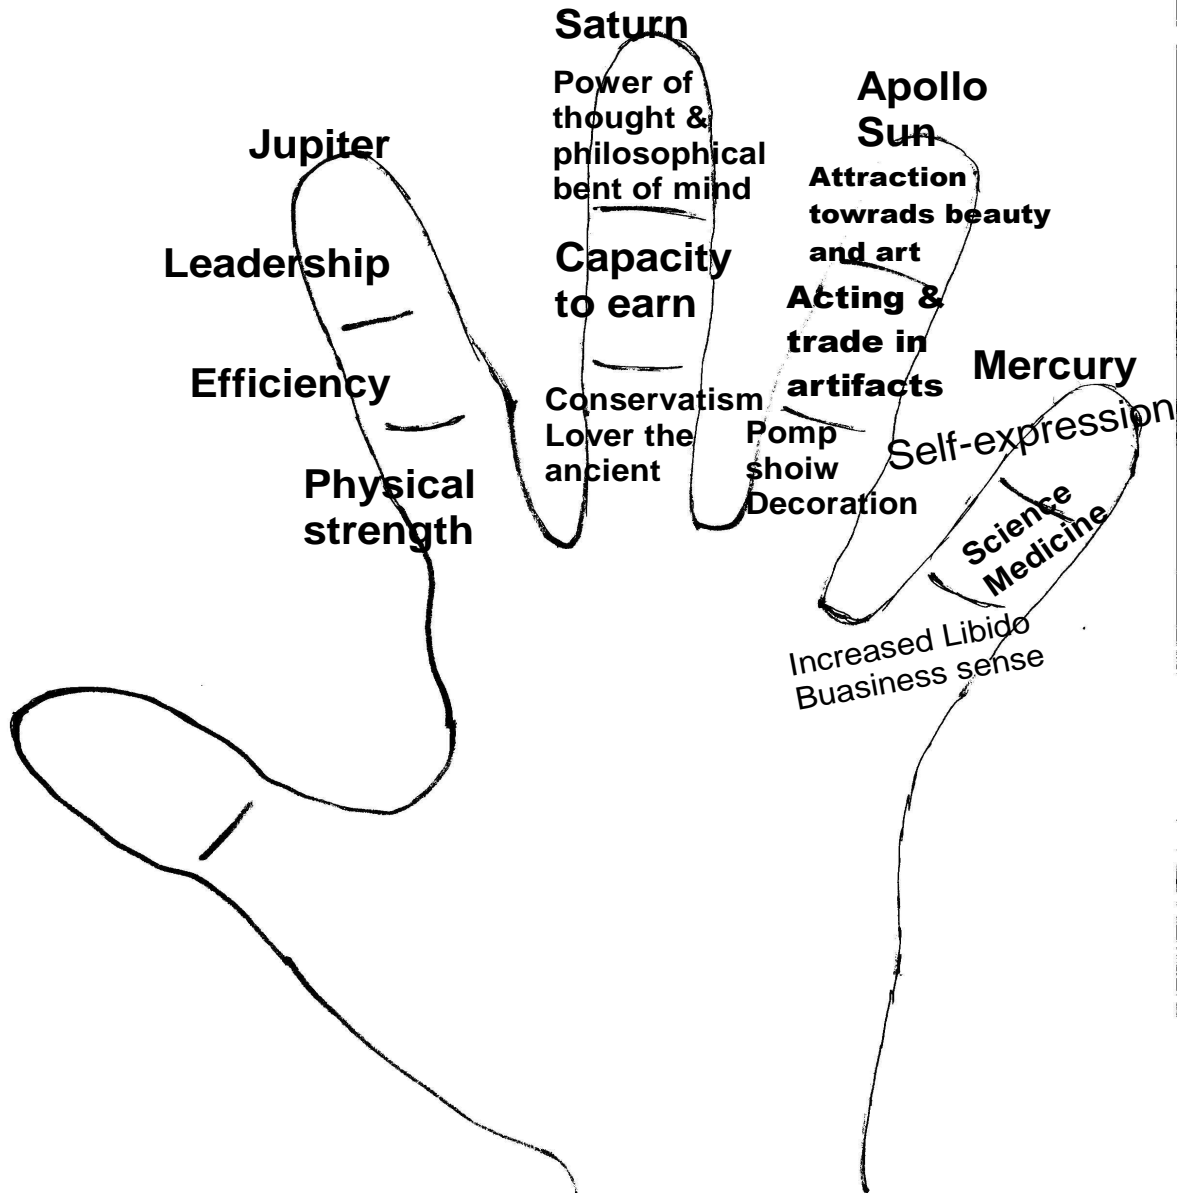 Saturn
Power of
thought &
philosophical
bent of mind
Capacity
to earn
Conservatism
Lover the
ancient
Jupiter
Leadership
Efficiency
Physical
strength
Apollo
Sun
Attraction
towrads beauty
and art
Acting &
trade in
artifacts
Pomp
shoiw
Decoration
Mercury
Self-expression
Science
Medicine
Increased Libido
Buasiness sense